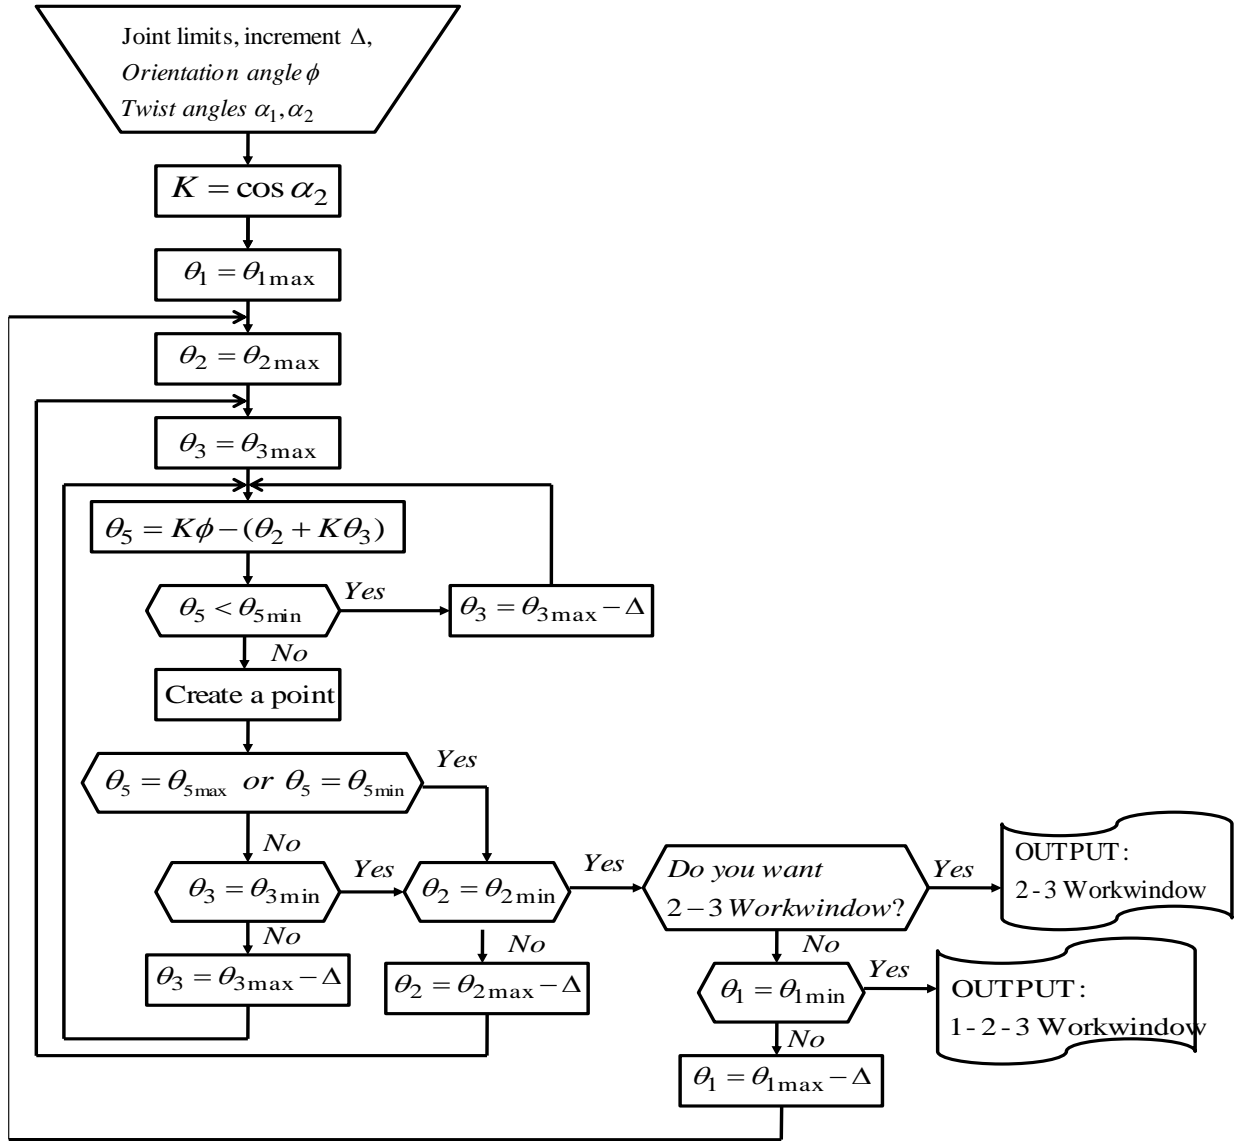 Joint limits, increment Δ,
Orientation angle ϕ
Twist angles α₁, α₂
K = cos α₂
θ₁ = θ₁max
θ₂ = θ₂max
θ₃ = θ₃max
θ₅ = Kϕ − (θ₂ + Kθ₃)
θ₅ < θ₅min
Yes
θ₃ = θ₃max − Δ
No
Create a point
θ₅ = θ₅max or θ₅ = θ₅min
Yes
No
θ₃ = θ₃min
Yes
θ₂ = θ₂min
Yes
Do you want
2 − 3 Workwindow?
Yes
OUTPUT:
2 - 3 Workwindow
No
θ₃ = θ₃max − Δ
No
θ₂ = θ₂max − Δ
No
θ₁ = θ₁min
Yes
OUTPUT:
1 - 2 - 3 Workwindow
No
θ₁ = θ₁max − Δ